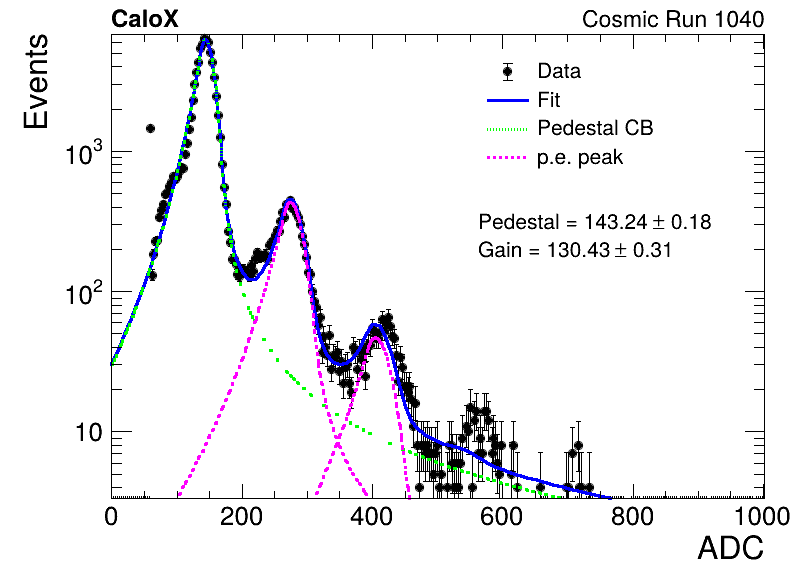 CaloX Cosmic Run 1040
Events
Data
Fit
Pedestal CB
p.e. peak
Pedestal = 143.24 ± 0.18
Gain = 130.43 ± 0.31
10³
10²
10
0 200 400 600 800 1000
ADC